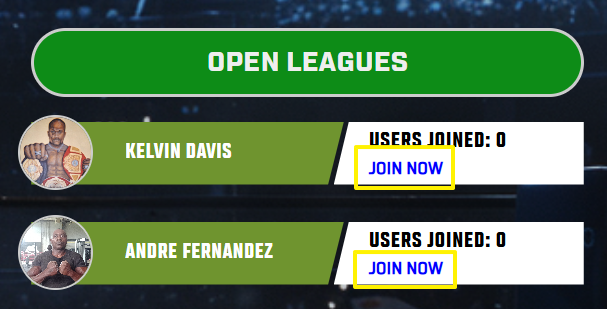 OPEN LEAGUES
KELVIN DAVIS
USERS JOINED: 0
JOIN NOW
ANDRE FERNANDEZ
USERS JOINED: 0
JOIN NOW